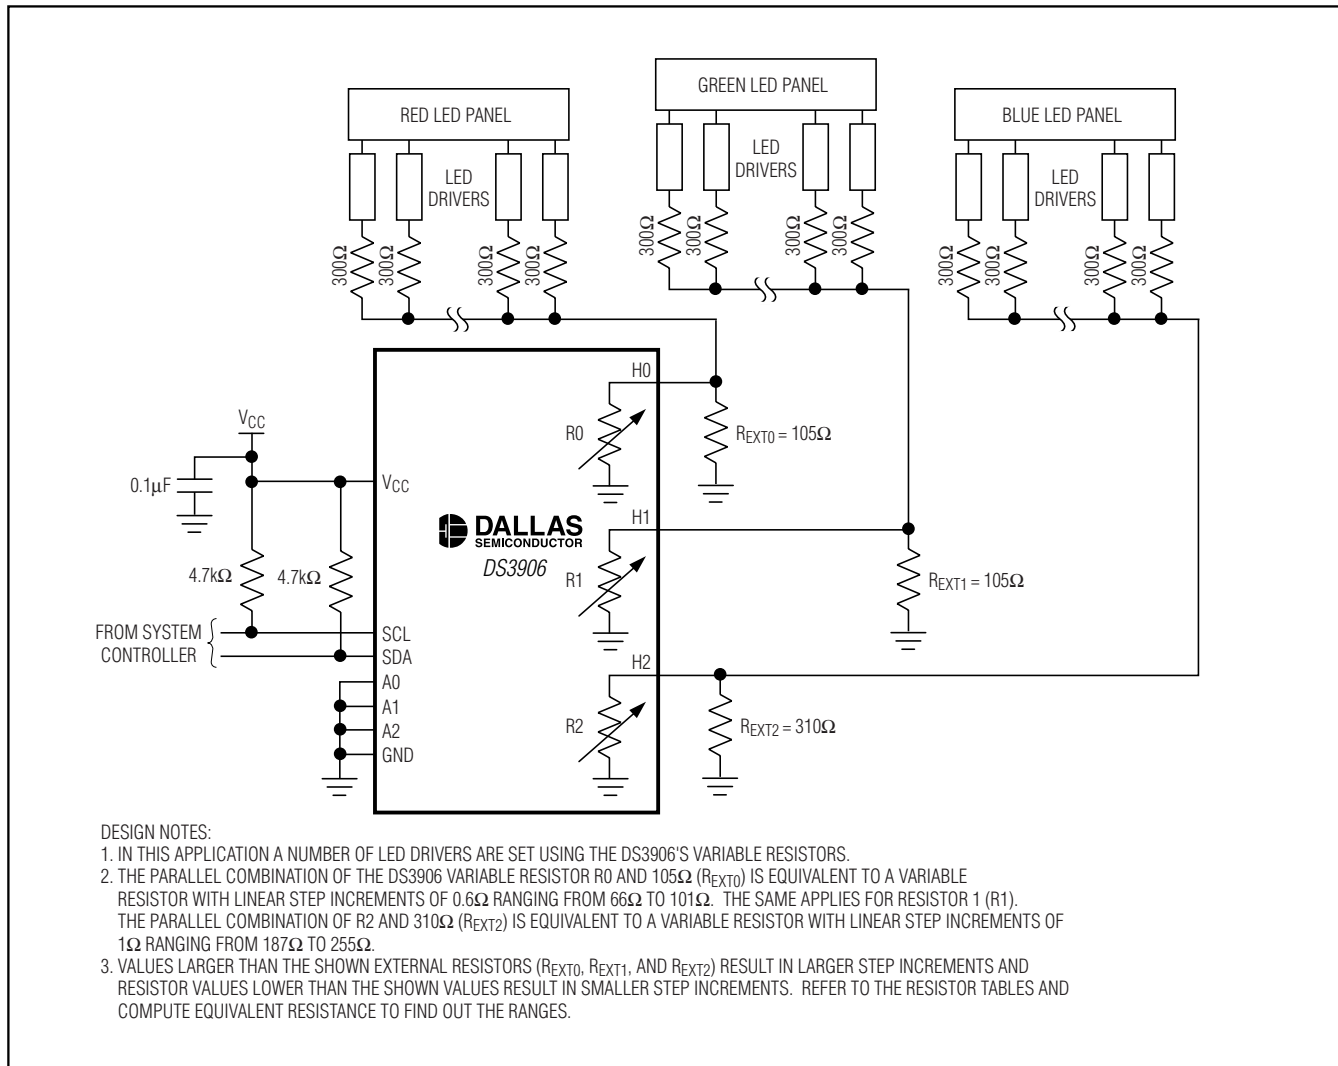 GREEN LED PANEL
RED LED PANEL
BLUE LED PANEL
LED
DRIVERS
LED
DRIVERS
LED
DRIVERS
300Ω
300Ω
300Ω
300Ω
300Ω
300Ω
300Ω
300Ω
300Ω
300Ω
300Ω
300Ω
H0
R0
REXT0 = 105Ω
VCC
0.1µF
VCC
DALLAS
SEMICONDUCTOR
DS3906
H1
R1
REXT1 = 105Ω
4.7kΩ
4.7kΩ
FROM SYSTEM
CONTROLLER
SCL
SDA
A0
A1
A2
GND
H2
R2
REXT2 = 310Ω
DESIGN NOTES:
1. IN THIS APPLICATION A NUMBER OF LED DRIVERS ARE SET USING THE DS3906'S VARIABLE RESISTORS.
2. THE PARALLEL COMBINATION OF THE DS3906 VARIABLE RESISTOR R0 AND 105Ω (REXT0) IS EQUIVALENT TO A VARIABLE
RESISTOR WITH LINEAR STEP INCREMENTS OF 0.6Ω RANGING FROM 66Ω TO 101Ω. THE SAME APPLIES FOR RESISTOR 1 (R1).
THE PARALLEL COMBINATION OF R2 AND 310Ω (REXT2) IS EQUIVALENT TO A VARIABLE RESISTOR WITH LINEAR STEP INCREMENTS OF
1Ω RANGING FROM 187Ω TO 255Ω.
3. VALUES LARGER THAN THE SHOWN EXTERNAL RESISTORS (REXT0, REXT1, AND REXT2) RESULT IN LARGER STEP INCREMENTS AND
RESISTOR VALUES LOWER THAN THE SHOWN VALUES RESULT IN SMALLER STEP INCREMENTS. REFER TO THE RESISTOR TABLES AND
COMPUTE EQUIVALENT RESISTANCE TO FIND OUT THE RANGES.